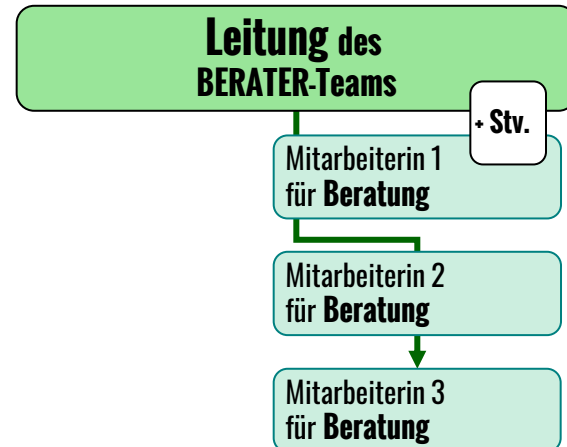 Leitung des
BERATER-Teams
+ Stv.
Mitarbeiterin 1
für Beratung
Mitarbeiterin 2
für Beratung
Mitarbeiterin 3
für Beratung